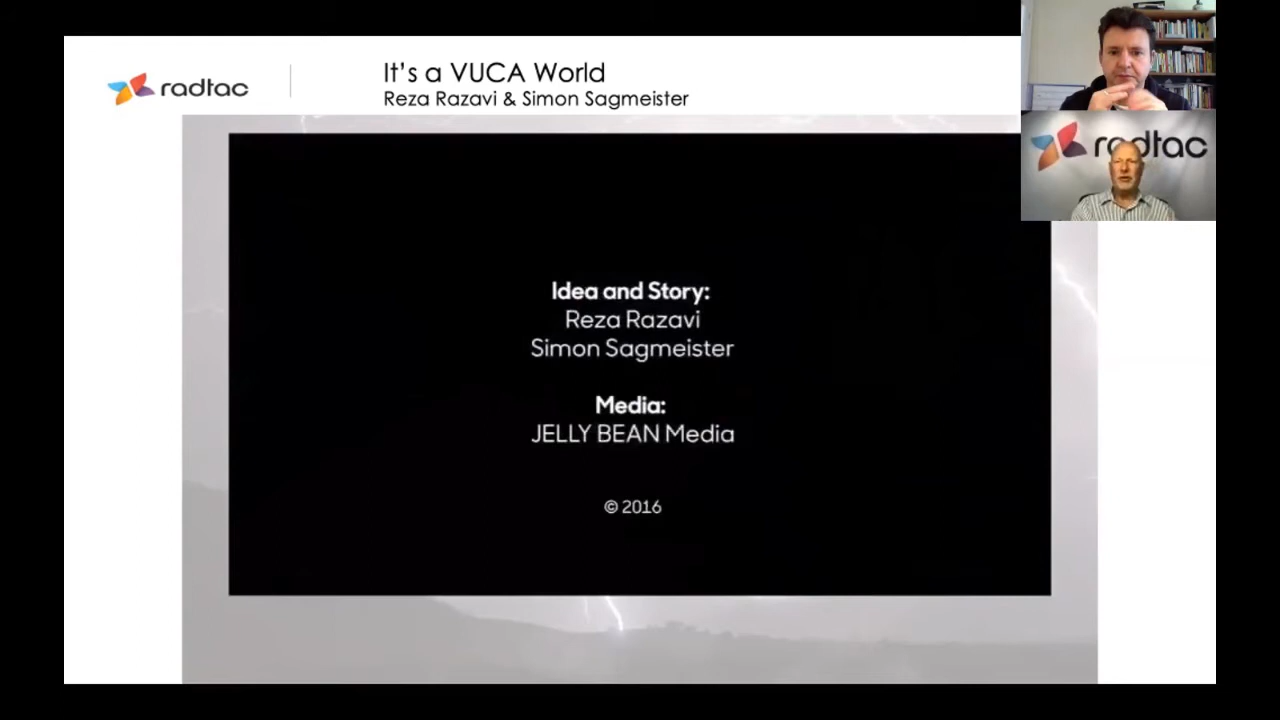 radtac
It's a VUCA World
Reza Razavi & Simon Sagmeister
radtac
Idea and Story:
Reza Razavi
Simon Sagmeister
Media:
JELLY BEAN Media
© 2016